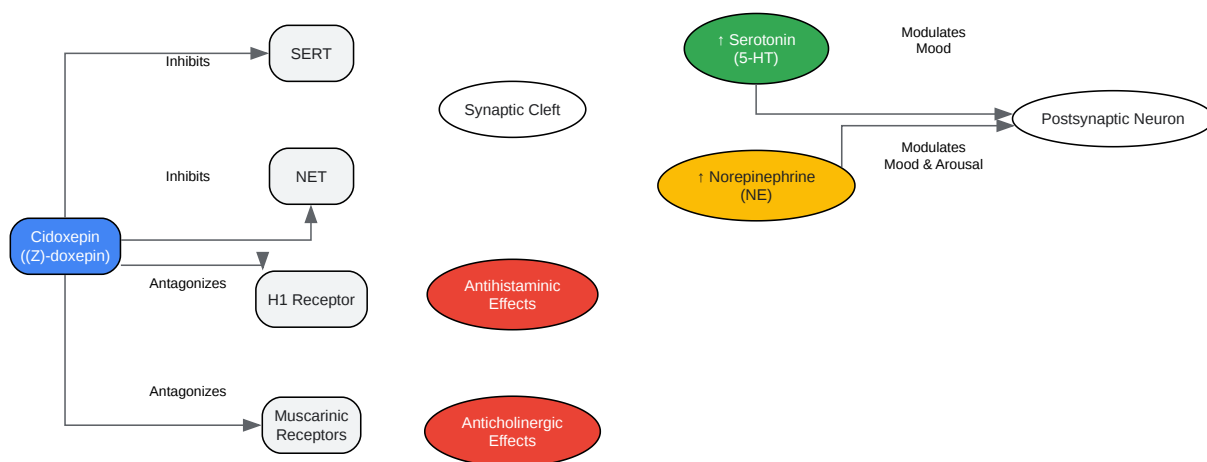 SERT
Inhibits
↑ Serotonin
(5-HT)
Modulates
Mood
Synaptic Cleft
Postsynaptic Neuron
NET
Inhibits
↑ Norepinephrine
(NE)
Modulates
Mood & Arousal
Cidoxepin
((Z)-doxepin)
Antagonizes
H1 Receptor
Antihistaminic
Effects
Antagonizes
Muscarinic
Receptors
Anticholinergic
Effects